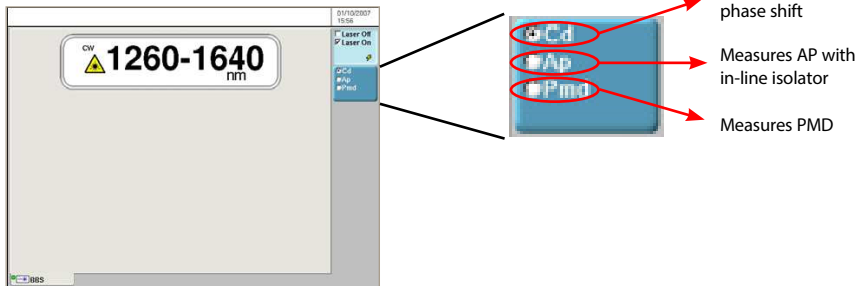 01/10/2007
15:56
Laser Off
Laser On
CW
1260-1640
nm
Cd
Ap
Pmd
BBS
Cd
Ap
Pmd
phase shift
Measures AP with
in-line isolator
Measures PMD